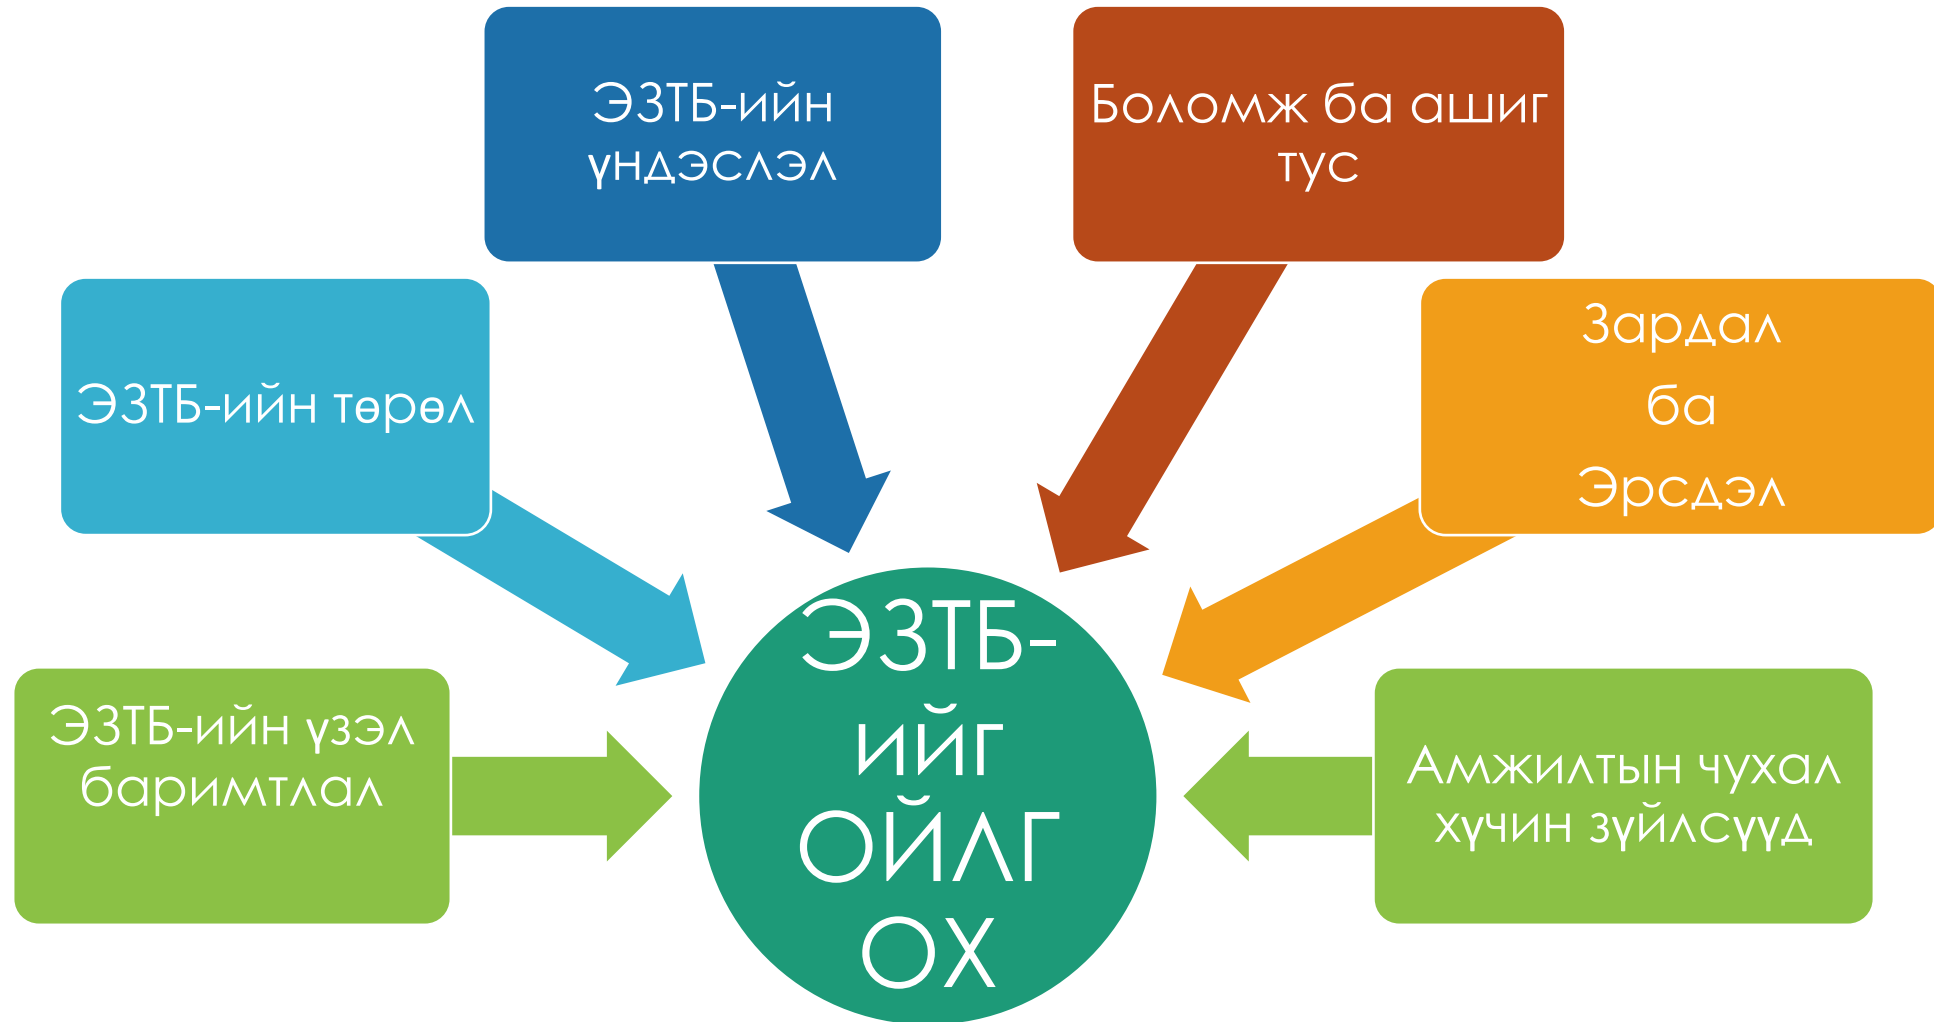 ЭЗТБ-ийн
үндэслэл
Боломж ба ашиг
тус
ЭЗТБ-ийн төрөл
Зардал
ба
Эрсдэл
ЭЗТБ-ийн үзэл
баримтлал
ЭЗТБ-
ИЙГ
ОЙЛГ
ОХ
Амжилтын чухал
хүчин зүйлсүүд